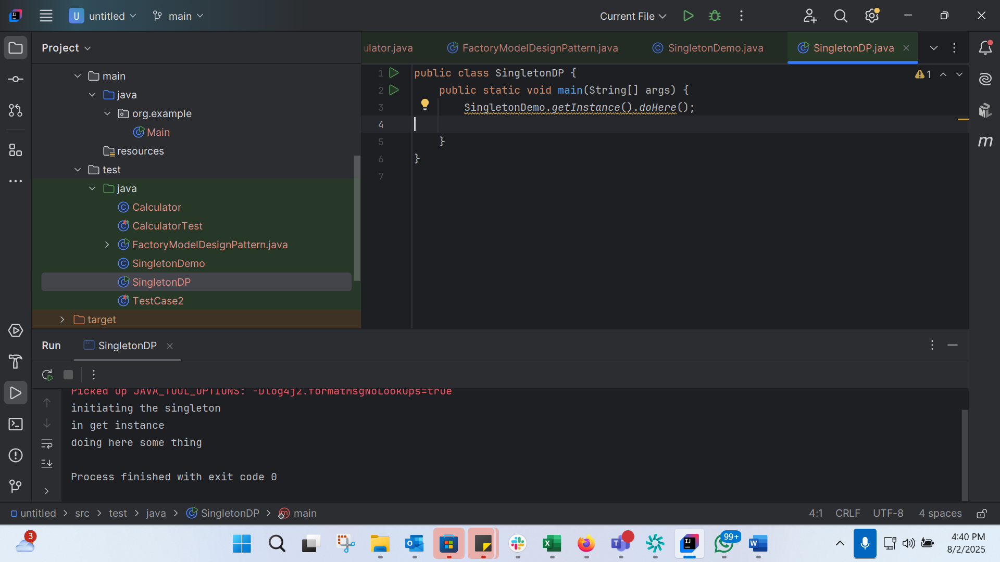 U untitled main Current File
Project
ulator.java FactoryModelDesignPattern.java SingletonDemo.java SingletonDP.java
main
java
org.example
Main
resources
test
java
Calculator
CalculatorTest
FactoryModelDesignPattern.java
SingletonDemo
SingletonDP
TestCase2
target
1 public class SingletonDP {
2 public static void main(String[] args) {
3 SingletonDemo.getInstance().doHere();
4
5 }
6 }
7
1
Run SingletonDP
Picked up JAVA_TOOL_OPTIONS: -Dlog4j2.formatMsgNoLookups=true
initiating the singleton
in get instance
doing here some thing
Process finished with exit code 0
untitled > src > test > java > SingletonDP > main
4:1 CRLF UTF-8 4 spaces
3
99+
4:40 PM
8/2/2025